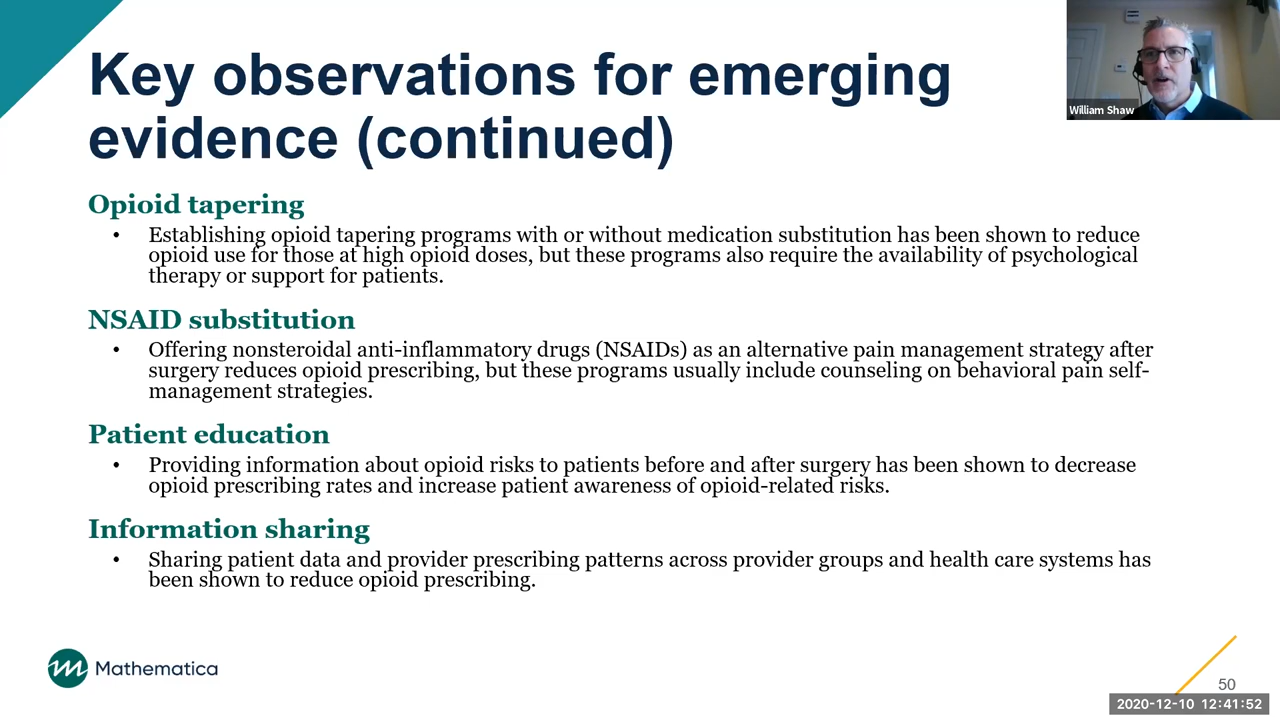 Key observations for emerging
evidence (continued)
William Shaw
Opioid tapering
• Establishing opioid tapering programs with or without medication substitution has been shown to reduce
opioid use for those at high opioid doses, but these programs also require the availability of psychological
therapy or support for patients.
NSAID substitution
• Offering nonsteroidal anti-inflammatory drugs (NSAIDs) as an alternative pain management strategy after
surgery reduces opioid prescribing, but these programs usually include counseling on behavioral pain self-
management strategies.
Patient education
• Providing information about opioid risks to patients before and after surgery has been shown to decrease
opioid prescribing rates and increase patient awareness of opioid-related risks.
Information sharing
• Sharing patient data and provider prescribing patterns across provider groups and health care systems has
been shown to reduce opioid prescribing.
Mathematica
50
2020-12-10 12:41:52